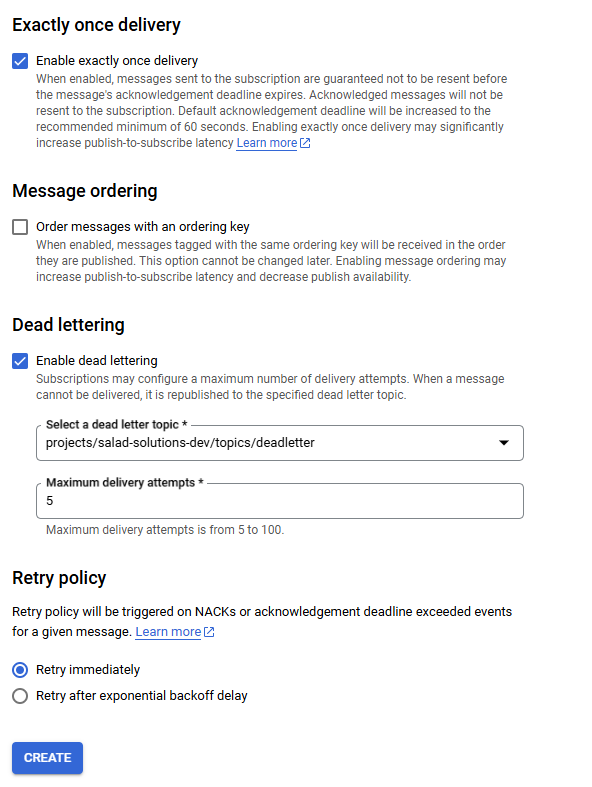 Exactly once delivery
Enable exactly once delivery
When enabled, messages sent to the subscription are guaranteed not to be resent before
the message's acknowledgement deadline expires. Acknowledged messages will not be
resent to the subscription. Default acknowledgement deadline will be increased to the
recommended minimum of 60 seconds. Enabling exactly once delivery may significantly
increase publish-to-subscribe latency Learn more
Message ordering
Order messages with an ordering key
When enabled, messages tagged with the same ordering key will be received in the order
they are published. This option cannot be changed later. Enabling message ordering may
increase publish-to-subscribe latency and decrease publish availability.
Dead lettering
Enable dead lettering
Subscriptions may configure a maximum number of delivery attempts. When a message
cannot be delivered, it is republished to the specified dead letter topic.
Select a dead letter topic *
projects/salad-solutions-dev/topics/deadletter
Maximum delivery attempts *
5
Maximum delivery attempts is from 5 to 100.
Retry policy
Retry policy will be triggered on NACKs or acknowledgement deadline exceeded events
for a given message. Learn more
Retry immediately
Retry after exponential backoff delay
CREATE